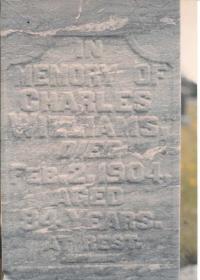 IN
MEMORY OF
CHARLES
WILLIAMS,
DIED
FEB. 2, 1904,
AGED
84 YEARS.
AT REST.